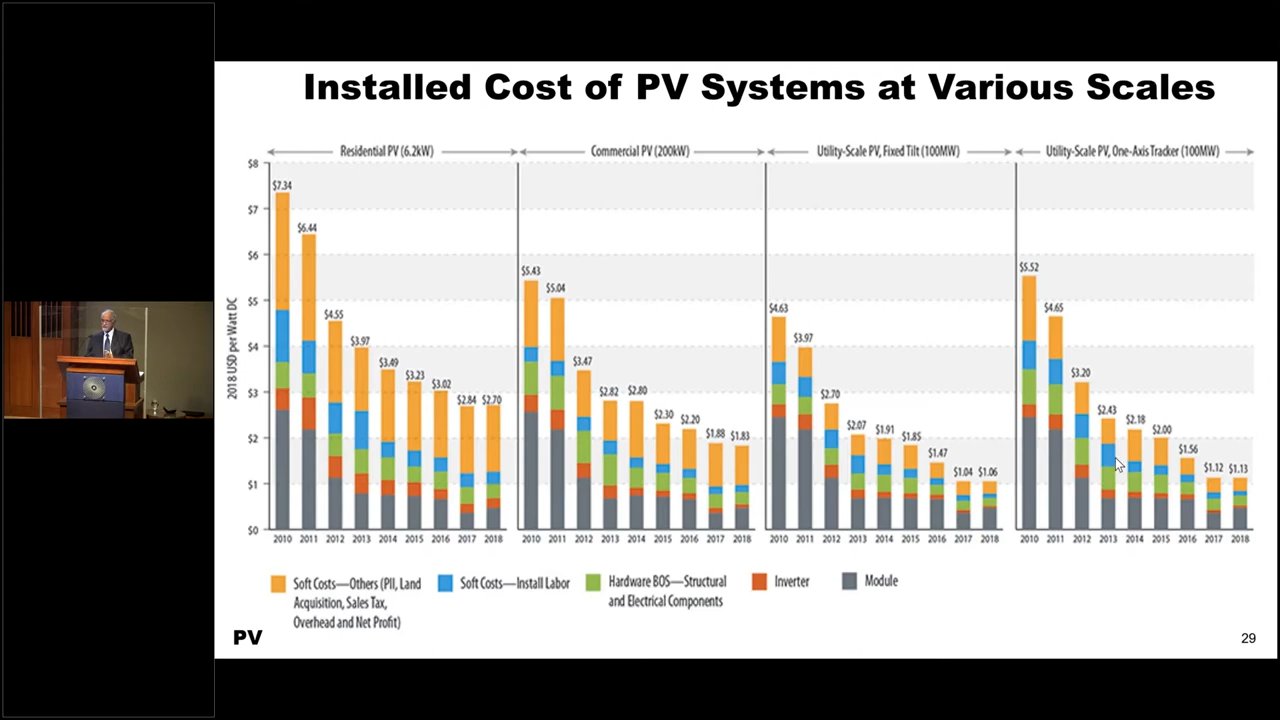 Installed Cost of PV Systems at Various Scales
Residential PV (6.2kW)
Commercial PV (200kW)
Utility-Scale PV, Fixed Tilt (100MW)
Utility-Scale PV, One-Axis Tracker (100MW)
2018 USD per Watt DC
$8
$7
$6
$5
$4
$3
$2
$1
$0
$7.34
$6.44
$4.55
$3.97
$3.49
$3.23
$3.02
$2.84
$2.70
$5.43
$5.04
$3.47
$2.82
$2.80
$2.30
$2.20
$1.88
$1.83
$4.63
$3.97
$2.70
$2.07
$1.91
$1.85
$1.47
$1.04
$1.06
$5.52
$4.65
$3.20
$2.43
$2.18
$2.00
$1.56
$1.12
$1.13
2010 2011 2012 2013 2014 2015 2016 2017 2018
2010 2011 2012 2013 2014 2015 2016 2017 2018
2010 2011 2012 2013 2014 2015 2016 2017 2018
2010 2011 2012 2013 2014 2015 2016 2017 2018
Soft Costs—Others (PII, Land
Acquisition, Sales Tax,
Overhead and Net Profit)
Soft Costs—Install Labor
Hardware BOS—Structural
and Electrical Components
Inverter
Module
PV
29